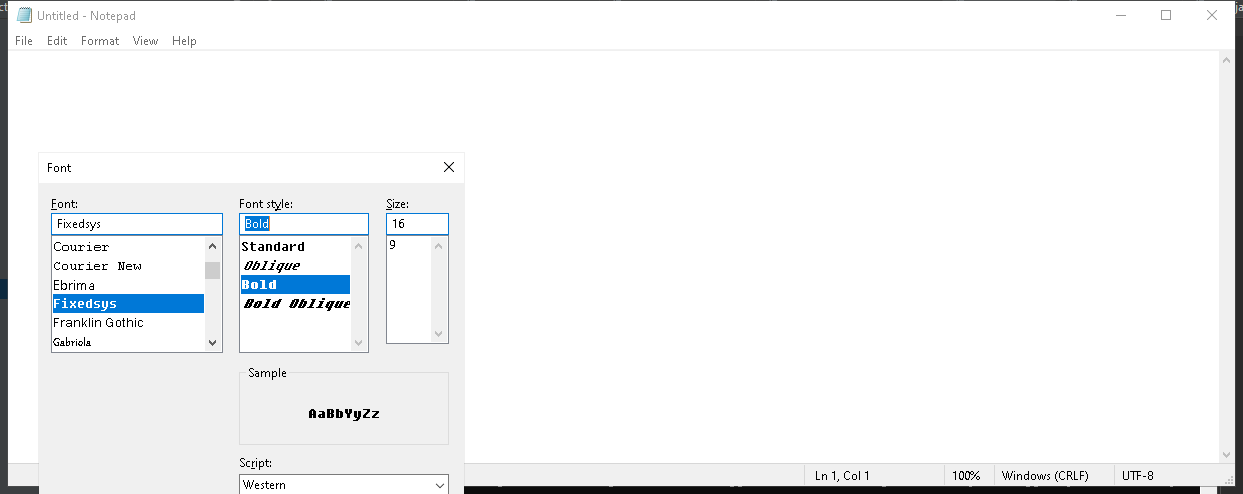 Untitled - Notepad
File Edit Format View Help
Font
Font: Font style: Size:
Fixedsys Bold 16
Courier Standard 9
Courier New Oblique
Ebrima Bold
Fixedsys Bold Oblique
Franklin Gothic
Gabriola
Sample
AaBbYyZz
Script:
Western
Ln 1, Col 1 100% Windows (CRLF) UTF-8